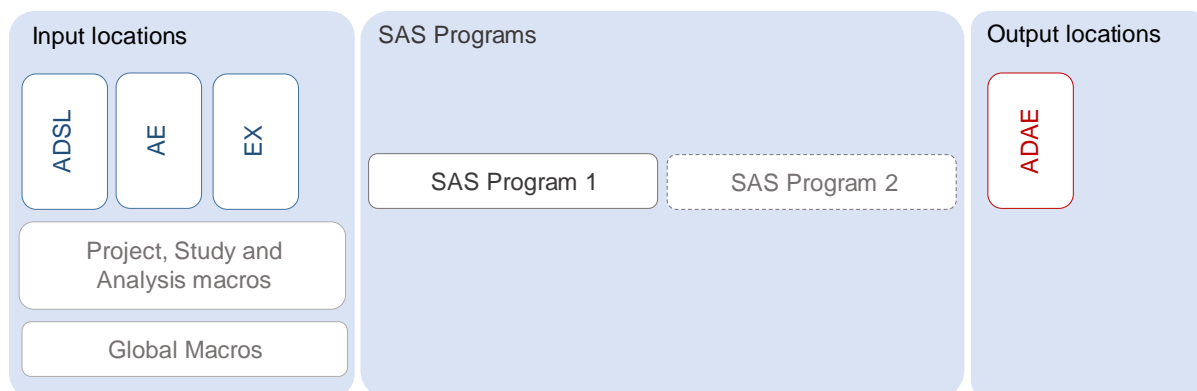 Input locations
ADSL
AE
EX
Project, Study and
Analysis macros
Global Macros
SAS Programs
SAS Program 1
SAS Program 2
Output locations
ADAE